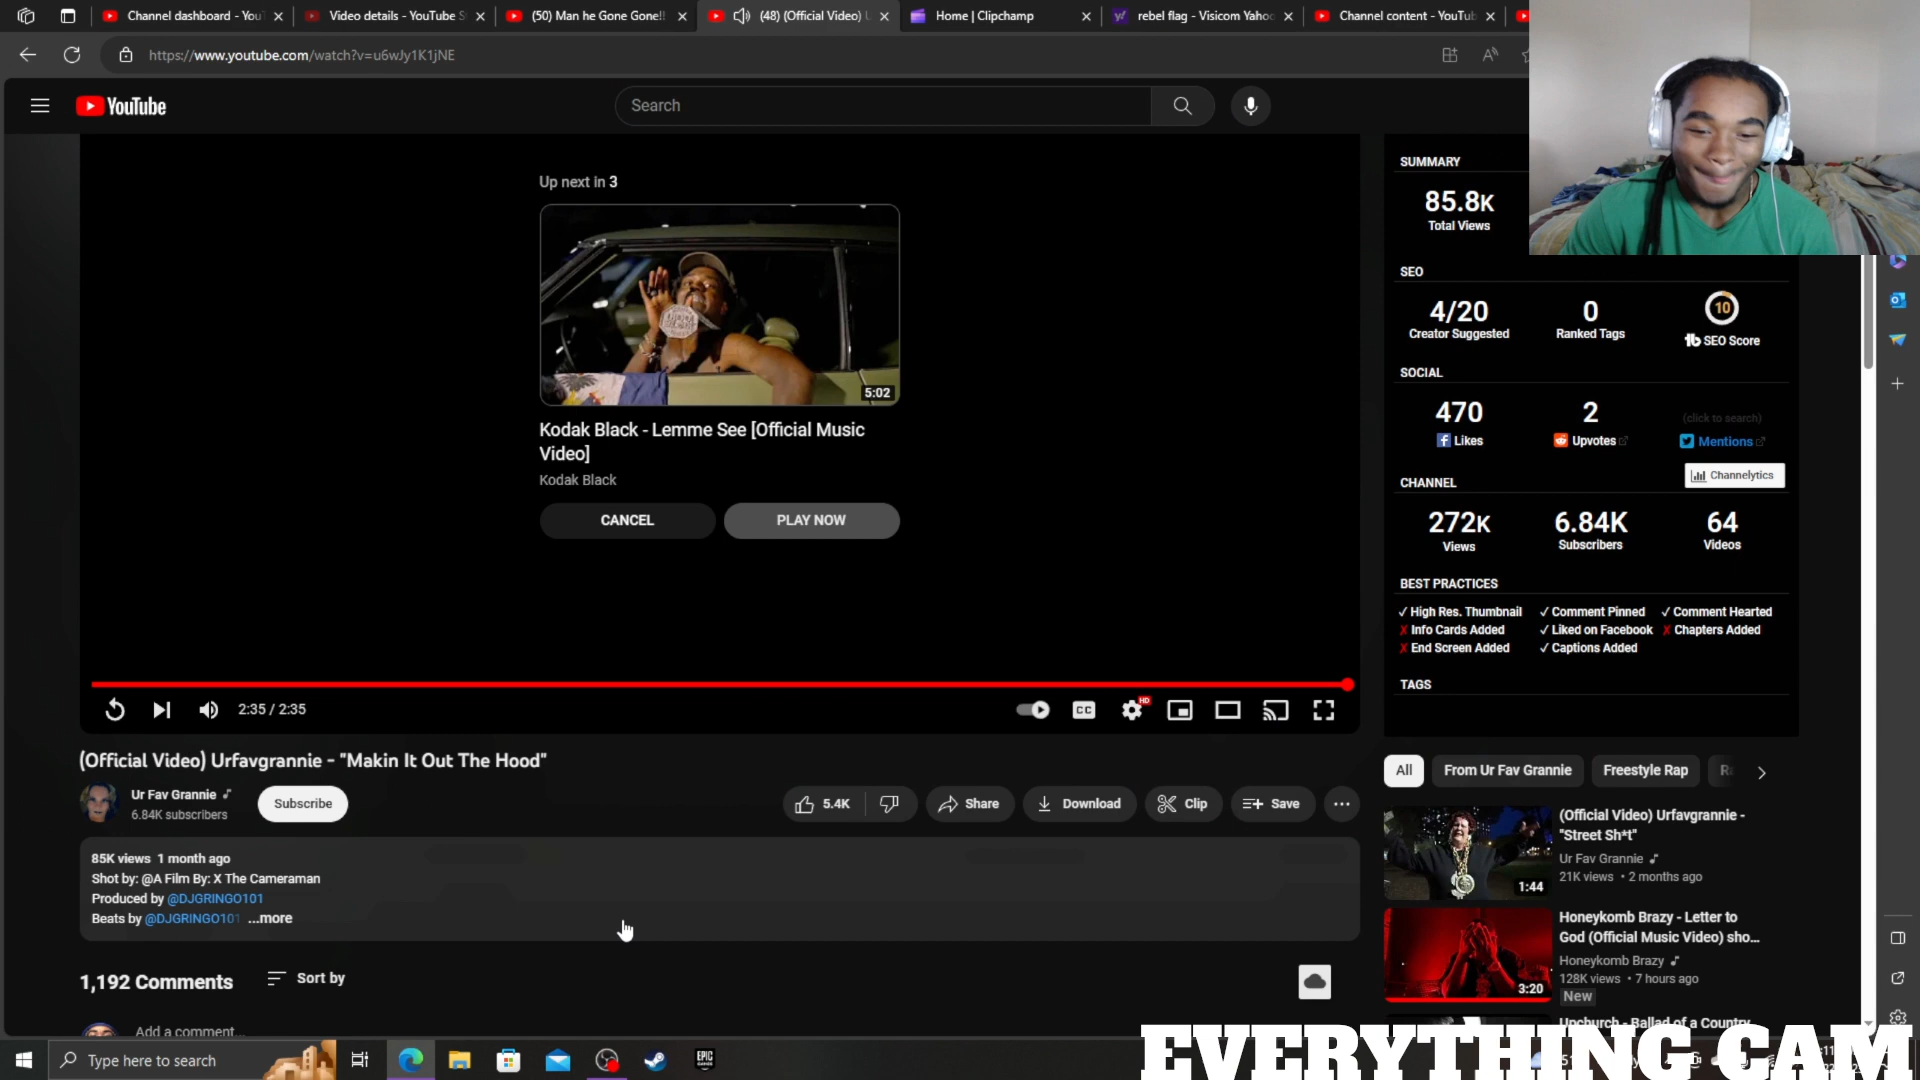 Channel dashboard - You
Video details - YouTube S
(50) Man he Gone Gone!!
(48) (Official Video)
Home | Clipchamp
rebel flag - Visicom Yahoo
Channel content - YouTub
https://www.youtube.com/watch?v=u6wJy1K1jNE
YouTube
Search
Up next in 3
5:02
Kodak Black - Lemme See [Official Music
Video]
Kodak Black
CANCEL
PLAY NOW
2:35 / 2:35
CC
HD
SUMMARY
85.8K
Total Views
SEO
4/20
Creator Suggested
0
Ranked Tags
10
tb SEO Score
SOCIAL
470
f Likes
2
Upvotes
(click to search)
Mentions
Channelytics
CHANNEL
272K
Views
6.84K
Subscribers
64
Videos
BEST PRACTICES
✓ High Res. Thumbnail ✓ Comment Pinned ✓ Comment Hearted
✗ Info Cards Added ✓ Liked on Facebook ✗ Chapters Added
✗ End Screen Added ✓ Captions Added
TAGS
(Official Video) Urfavgrannie - "Makin It Out The Hood"
Ur Fav Grannie
6.84K subscribers
Subscribe
5.4K
Share
Download
Clip
Save
85K views 1 month ago
Shot by: @A Film By: X The Cameraman
Produced by @DJGRINGO101
Beats by @DJGRINGO101 ...more
1,192 Comments
Sort by
Add a comment...
All
From Ur Fav Grannie
Freestyle Rap
(Official Video) Urfavgrannie -
"Street Sh*t"
Ur Fav Grannie
21K views • 2 months ago
1:44
Honeykomb Brazy - Letter to
God (Official Music Video) sho...
Honeykomb Brazy
128K views • 7 hours ago
New
3:20
Upchurch - Ballad of a Country
Type here to search
EPIC
GAMES
EVERYTHING CAM